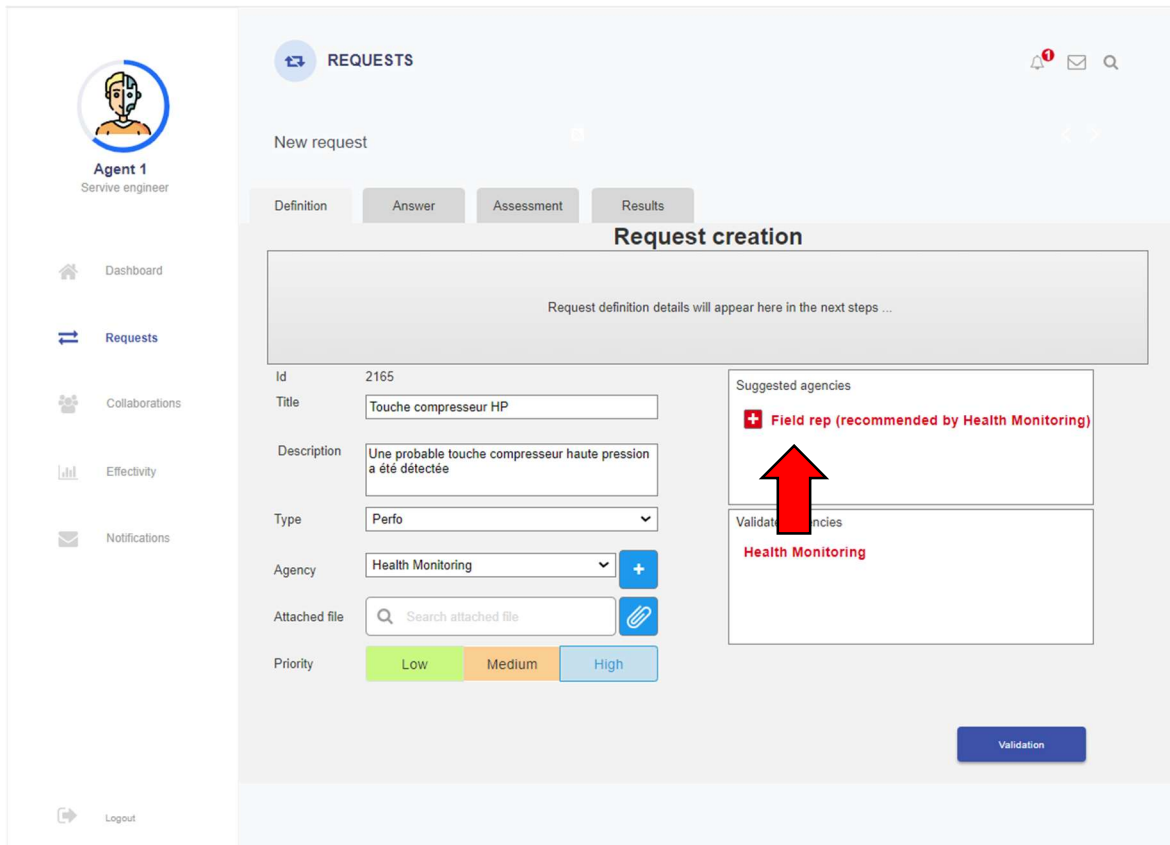 REQUESTS
1
New request
Agent 1
Servive engineer
Definition
Answer
Assessment
Results
Request creation
Dashboard
Request definition details will appear here in the next steps ...
Requests
Id
2165
Title
Touche compresseur HP
Suggested agencies
Field rep (recommended by Health Monitoring)
Collaborations
Description
Une probable touche compresseur haute pression
a été détectée
Effectivity
Type
Perfo
Notifications
Agency
Health Monitoring
+
Attached file
Search attached file
Priority
Low
Medium
High
Health Monitoring
Validation
Logout